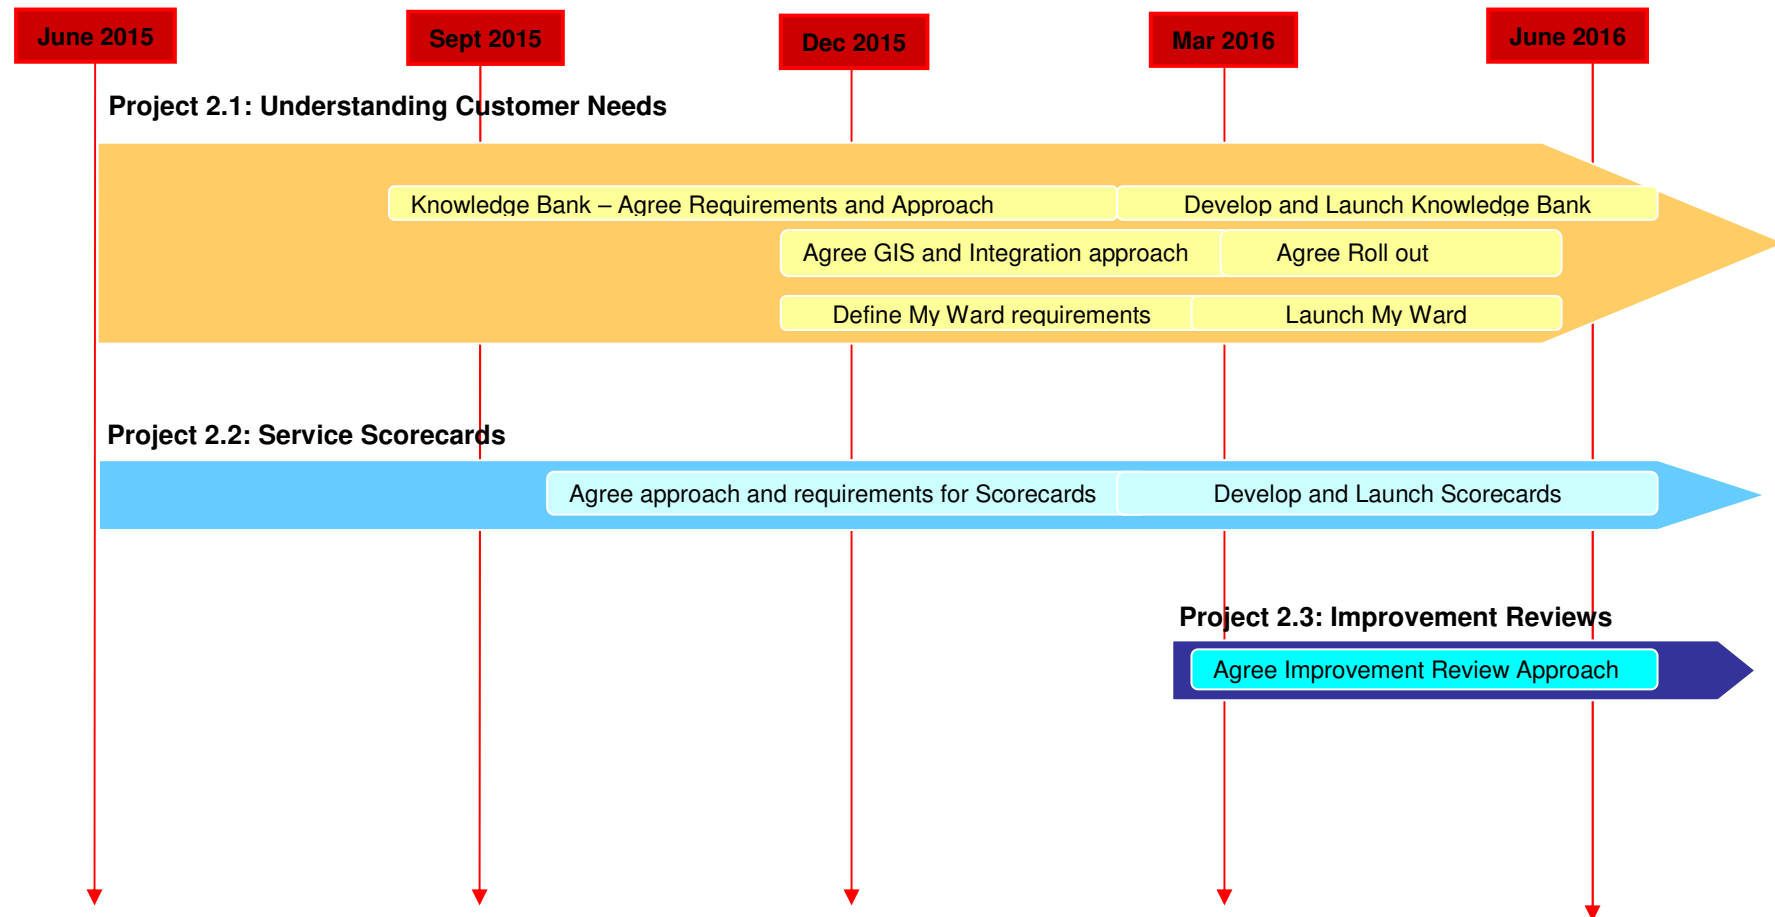 June 2015
Sept 2015
Dec 2015
Mar 2016
June 2016
Project 2.1: Understanding Customer Needs
Knowledge Bank – Agree Requirements and Approach
Develop and Launch Knowledge Bank
Agree GIS and Integration approach
Agree Roll out
Define My Ward requirements
Launch My Ward
Project 2.2: Service Scorecards
Agree approach and requirements for Scorecards
Develop and Launch Scorecards
Project 2.3: Improvement Reviews
Agree Improvement Review Approach